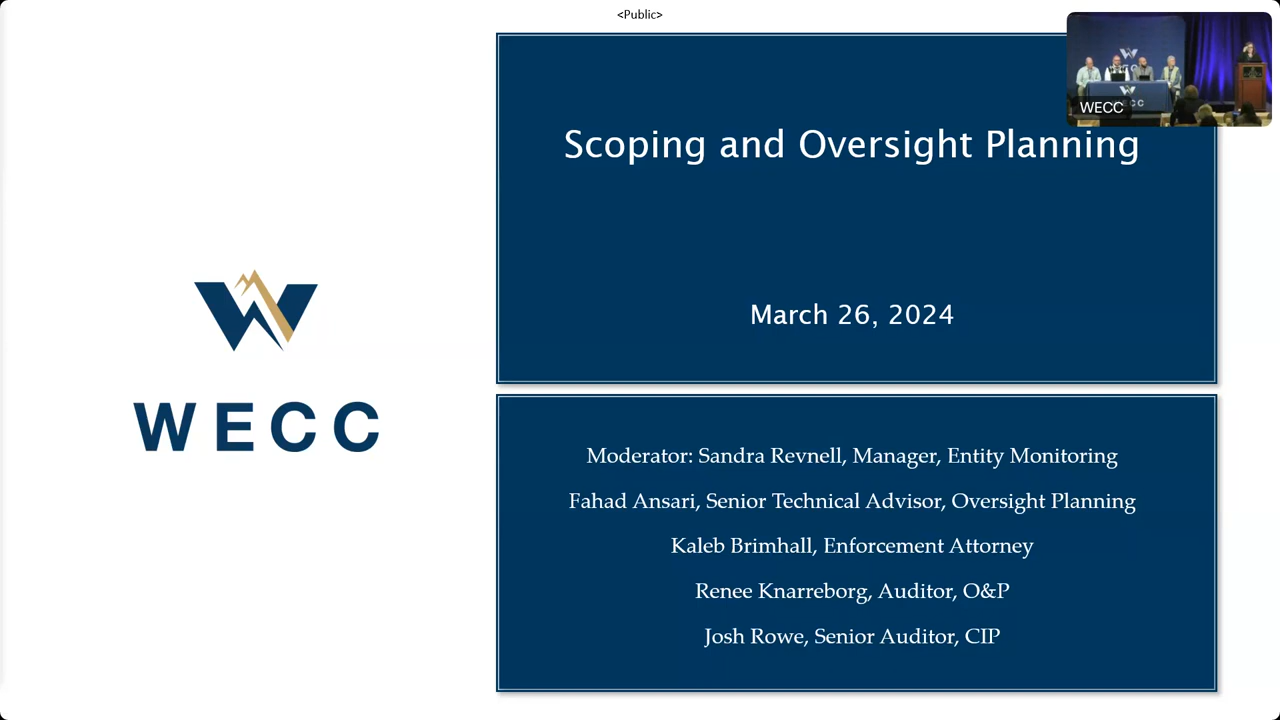 <Public>
Scoping and Oversight Planning
March 26, 2024
WECC
Moderator: Sandra Revnell, Manager, Entity Monitoring
Fahad Ansari, Senior Technical Advisor, Oversight Planning
Kaleb Brimhall, Enforcement Attorney
Renee Knarreborg, Auditor, O&P
Josh Rowe, Senior Auditor, CIP
WECC